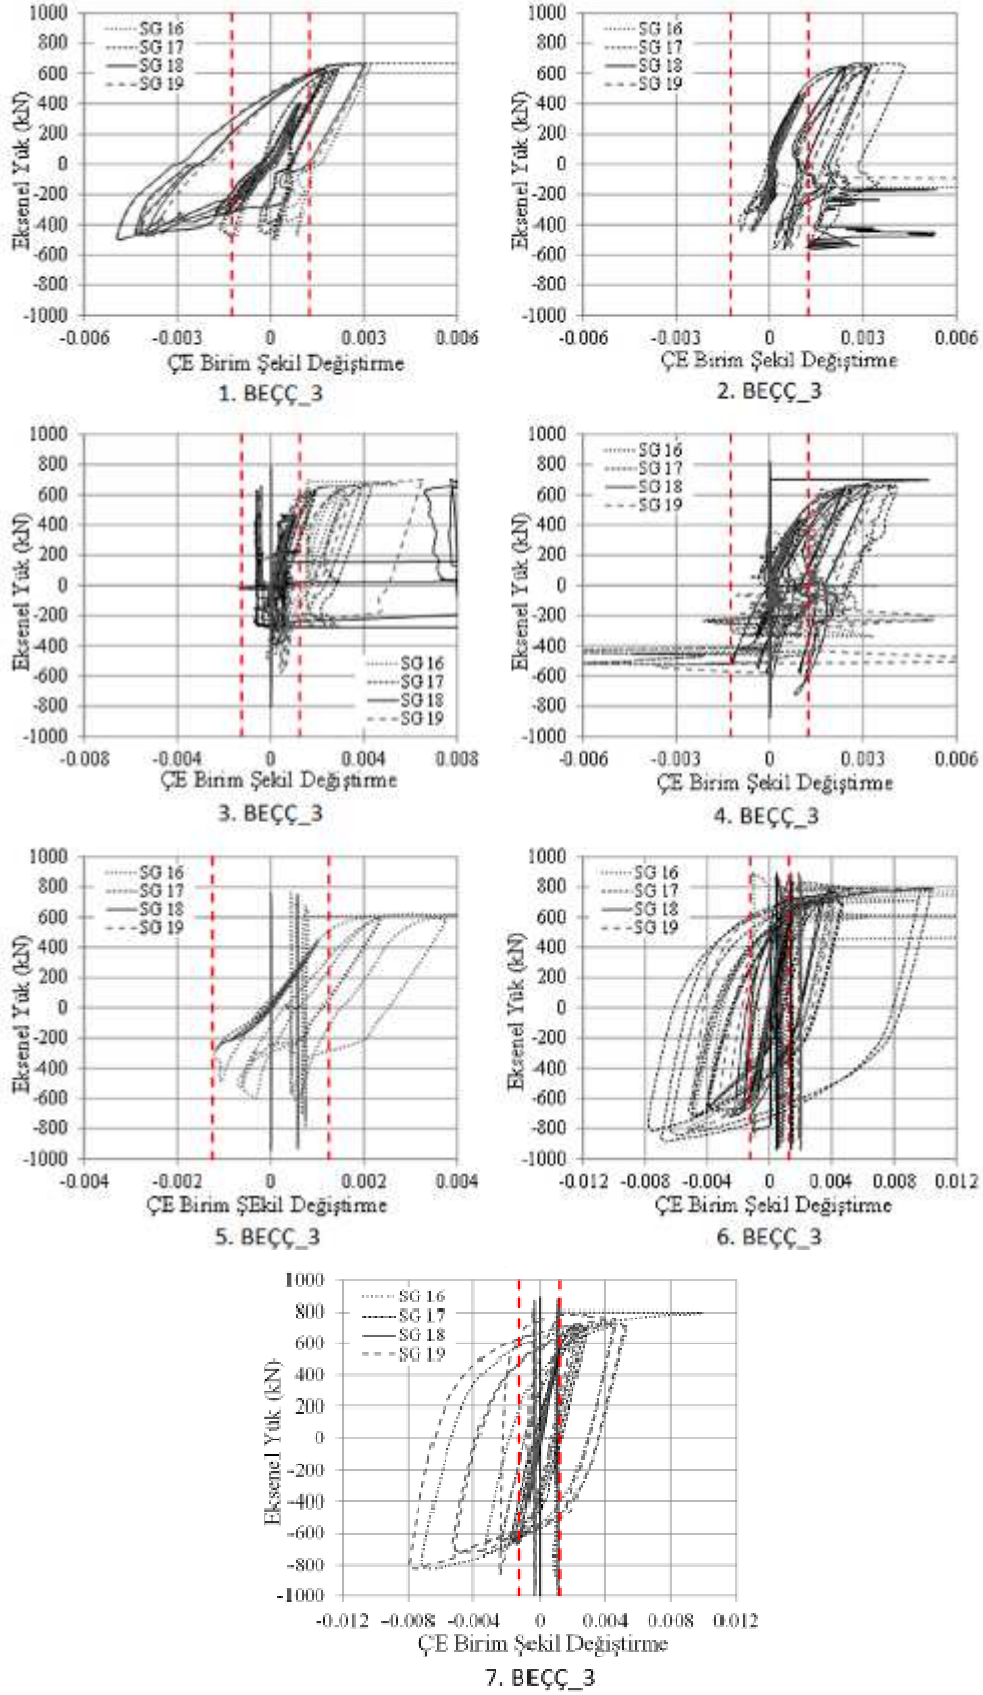 1000
800
600
400
200
0
-200
-400
-600
-800
-1000
Eksenel Yük (kN)
SG 16
SG 17
SG 18
SG 19
-0.006 -0.003 0 0.003 0.006
ÇE Birim Şekil Değiştirme
1. BEÇÇ_3
1000
800
600
400
200
0
-200
-400
-600
-800
-1000
Eksenel Yük (kN)
SG 16
SG 17
SG 18
SG 19
-0.006 -0.003 0 0.003 0.006
ÇE Birim Şekil Değiştirme
2. BEÇÇ_3
1000
800
600
400
200
0
-200
-400
-600
-800
-1000
Eksenel Yük (kN)
SG 16
SG 17
SG 18
SG 19
-0.008 -0.004 0 0.004 0.008
ÇE Birim Şekil Değiştirme
3. BEÇÇ_3
1000
800
600
400
200
0
-200
-400
-600
-800
-1000
Eksenel Yük (kN)
SG 16
SG 17
SG 18
SG 19
-0.006 -0.003 0 0.003 0.006
ÇE Birim Şekil Değiştirme
4. BEÇÇ_3
1000
800
600
400
200
0
-200
-400
-600
-800
-1000
Eksenel Yük (kN)
SG 16
SG 17
SG 18
SG 19
-0.004 -0.002 0 0.002 0.004
ÇE Birim ŞEkil Değiştirme
5. BEÇÇ_3
1000
800
600
400
200
0
-200
-400
-600
-800
-1000
Eksenel Yük (kN)
SG 16
SG 17
SG 18
SG 19
-0.012 -0.008 -0.004 0 0.004 0.008 0.012
ÇE Birim Şekil Değiştirme
6. BEÇÇ_3
1000
800
600
400
200
0
-200
-400
-600
-800
-1000
Eksenel Yük (kN)
SG 16
SG 17
SG 18
SG 19
-0.012 -0.008 -0.004 0 0.004 0.008 0.012
ÇE Birim Şekil Değiştirme
7. BEÇÇ_3